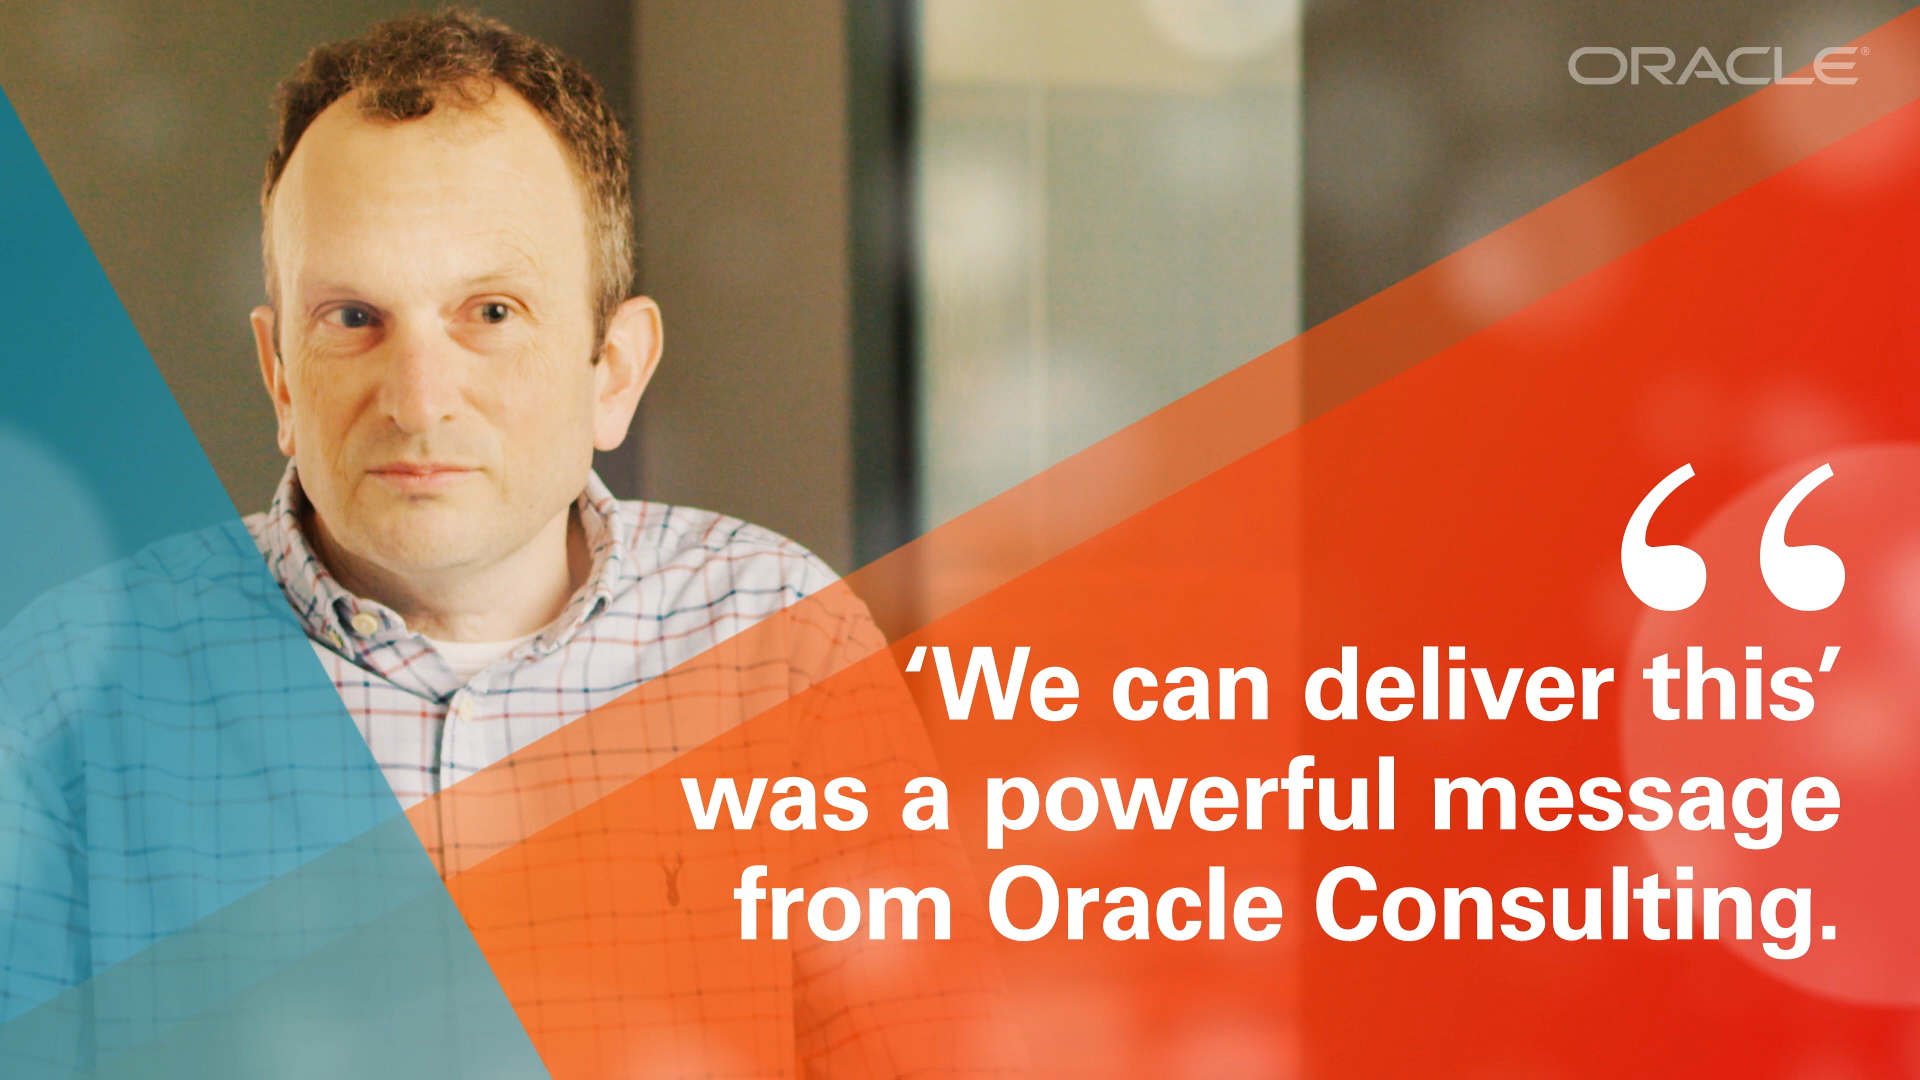 ORACLE®
“
‘We can deliver this’
was a powerful message
from Oracle Consulting.